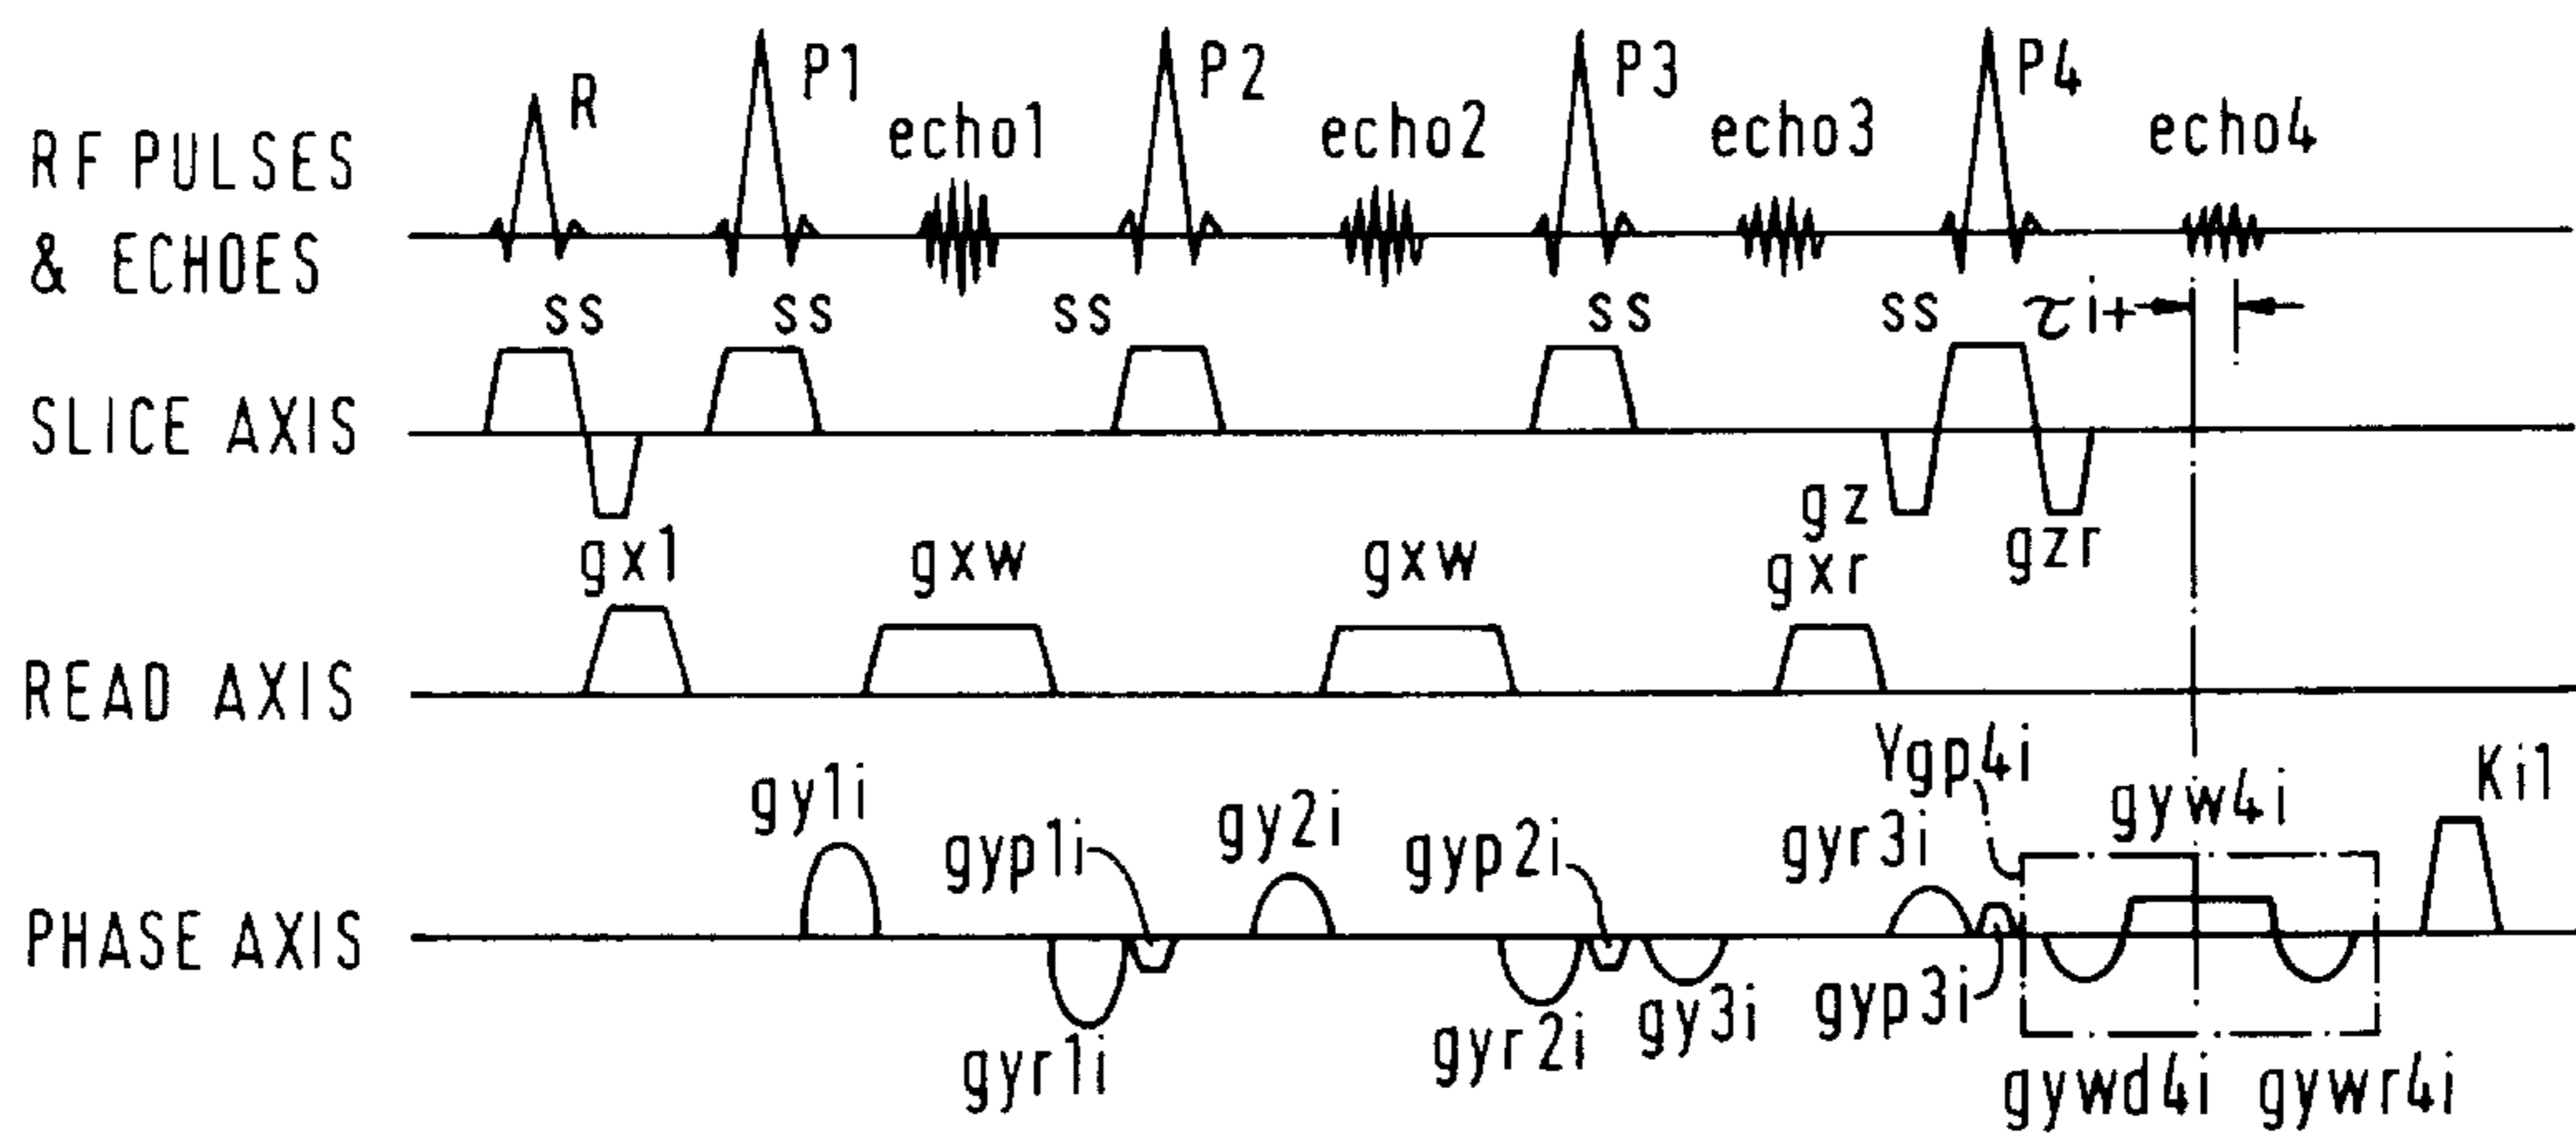 R
P1
P2
P3
P4
echo1
echo2
echo3
echo4
RF PULSES
& ECHOES
ss
ss
ss
ss
ss
τi+
SLICE AXIS
gz
gzr
gx1
gxw
gxw
gxr
READ AXIS
gy1i
gyp1i
gy2i
gyp2i
gyr3i
Ygp4i
gyw4i
Ki1
PHASE AXIS
gyr1i
gyr2i
gy3i
gyp3i
gywd4i
gywr4i